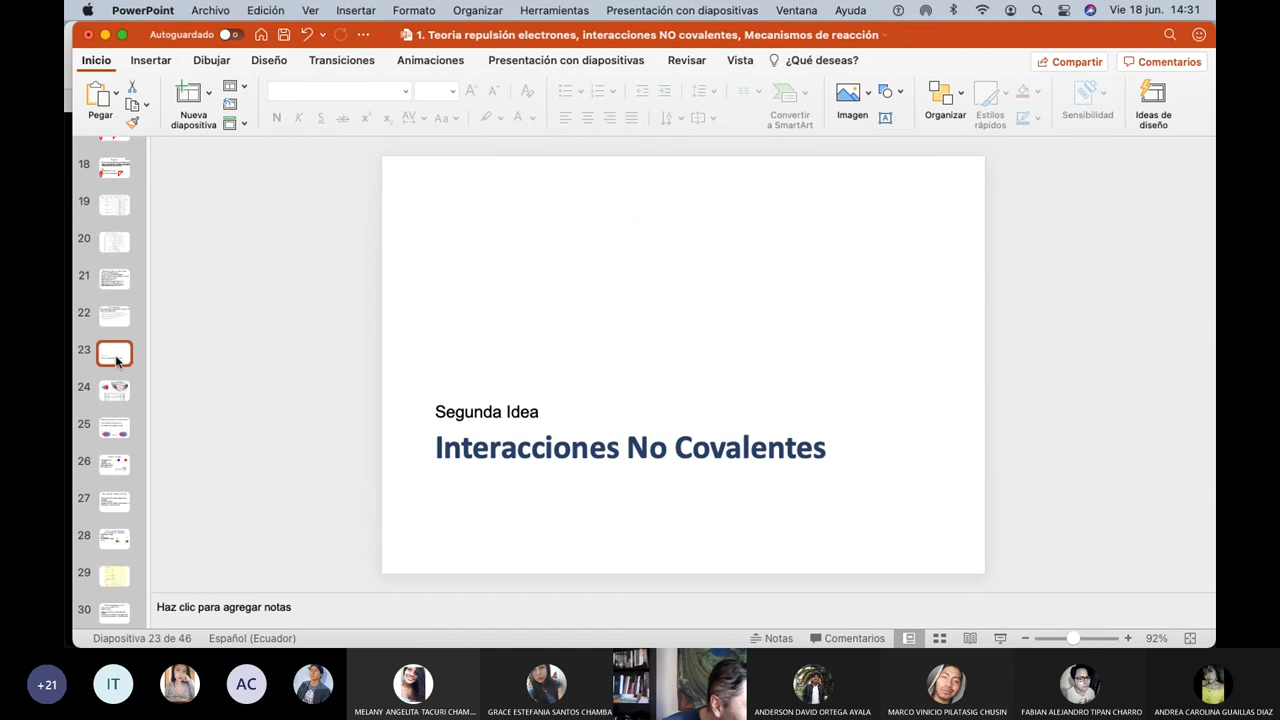 PowerPoint Archivo Edición Ver Insertar Formato Organizar Herramientas Presentación con diapositivas Ventana Ayuda Vie 18 jun. 14:31
Autoguardado 1. Teoria repulsión electrones, interacciones NO covalentes, Mecanismos de reacción
Inicio Insertar Dibujar Diseño Transiciones Animaciones Presentación con diapositivas Revisar Vista ¿Qué deseas? Compartir Comentarios
Pegar
Nueva
diapositiva
N K S
Convertir
a SmartArt
Imagen
Organizar
Estilos
rápidos
Sensibilidad
Ideas de
diseño
18
19
20
21
22
23
24
25
26
27
28
29
30
Segunda Idea
Interacciones No Covalentes
Haz clic para agregar notas
Diapositiva 23 de 46 Español (Ecuador) Notas Comentarios 92%
+21 IT AC
MELANY ANGELITA TACURI CHAM... GRACE ESTEFANIA SANTOS CHAMBA ANDERSON DAVID ORTEGA AYALA MARCO VINICIO PILATASIG CHUSIN FABIAN ALEJANDRO TIPAN CHARRO ANDREA CAROLINA GUAILLAS DIAZ